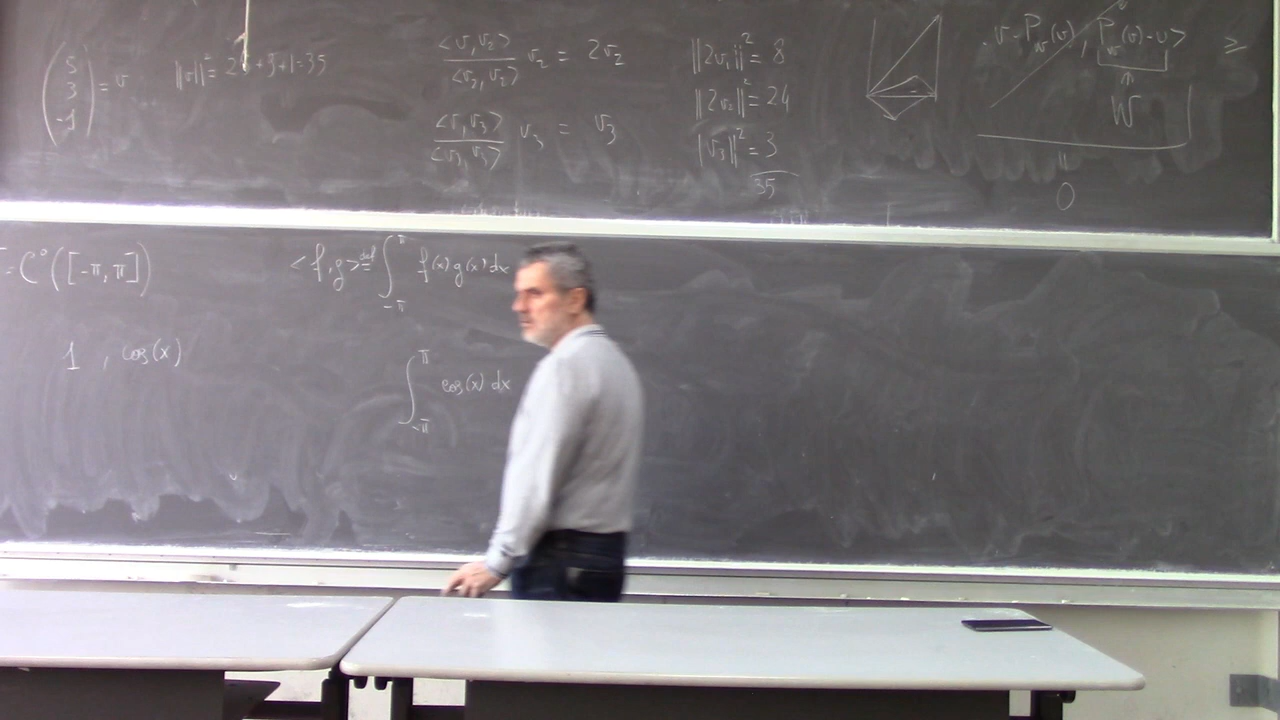 ( 5 3 -1 ) = v
||v||² = 25+9+1=35
<v,v₂> / <v₂,v₂> v₂ = 2v₂
<v,v₃> / <v₃,v₃> v₃ = v₃
||2v₁||² = 8
||2v₂||² = 24
||v₃||² = 3
35
v-P_W(v), P_W(v)-u> ≥
W
0
= C⁰([-π,π])
<f,g> def= ∫_{-π}^{π} f(x)g(x)dx
1 , cos(x)
∫_{-π}^{π} cos(x) dx